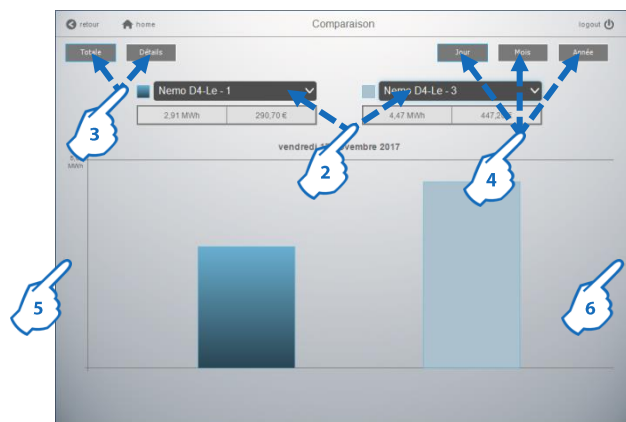 retour
home
Comparaison
logout
Totale
Détails
Jour
Mois
Année
Nemo D4-Le - 1
Nemo D4-Le - 3
2,91 MWh
290,70 €
4,47 MWh
3
2
4
vendredi
2017
MWh
5
6